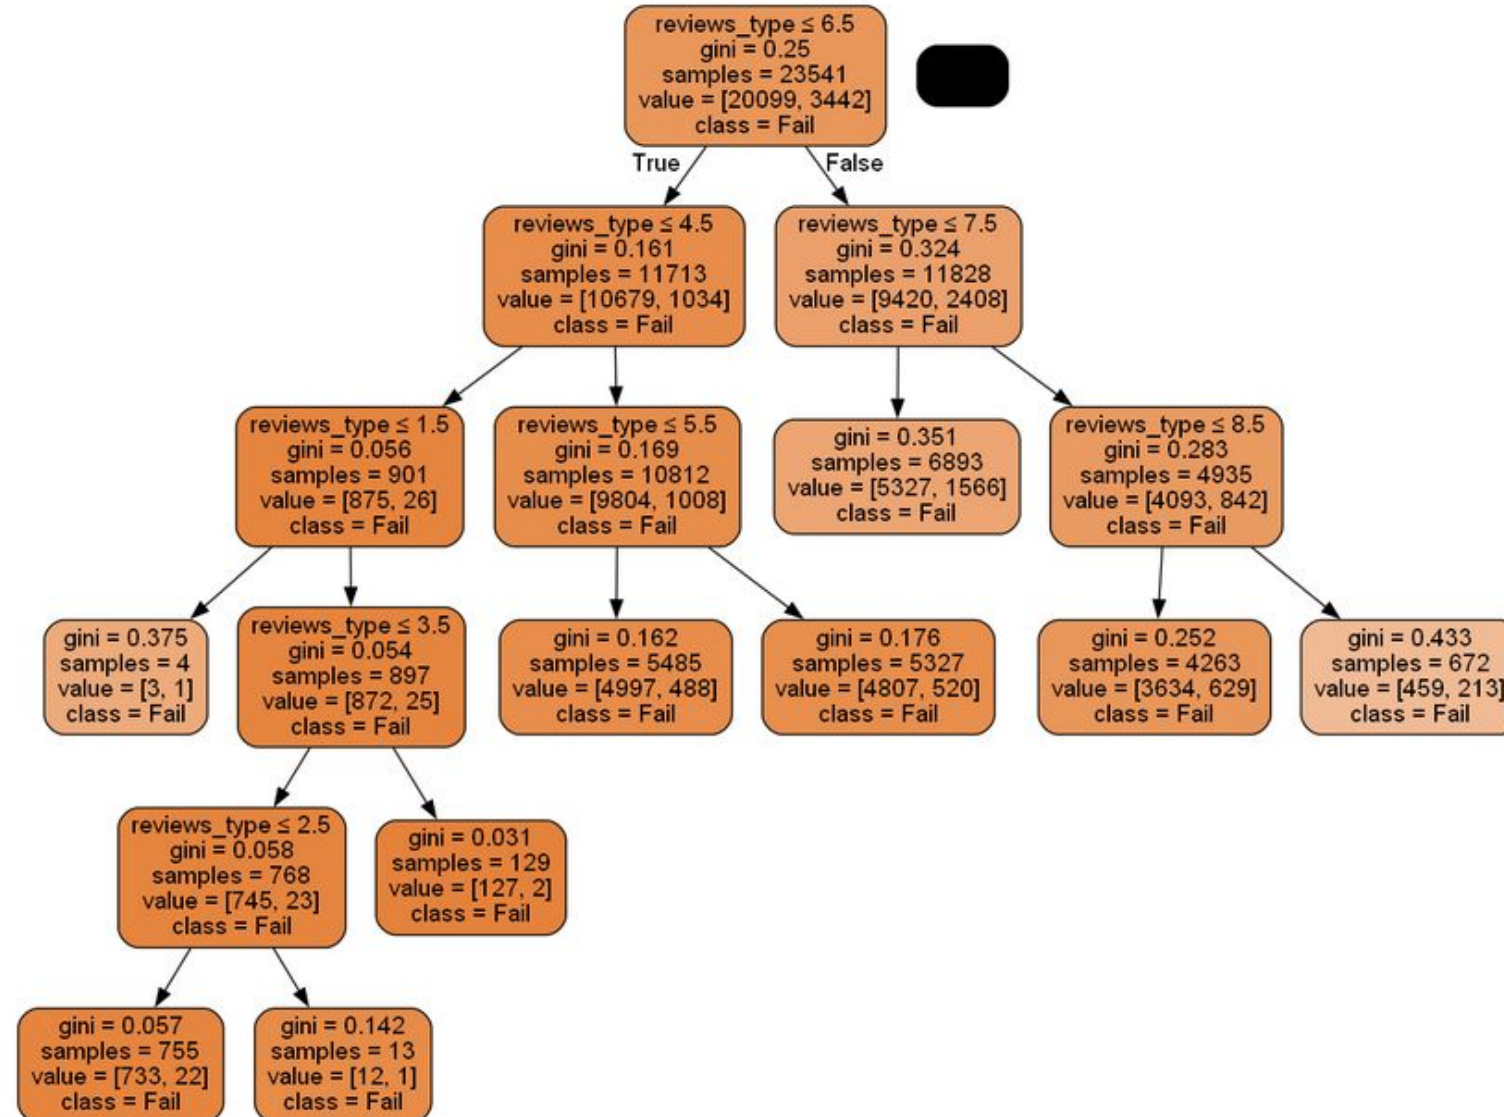 reviews_type ≤ 6.5
gini = 0.25
samples = 23541
value = [20099, 3442]
class = Fail
True
False
reviews_type ≤ 4.5
gini = 0.161
samples = 11713
value = [10679, 1034]
class = Fail
reviews_type ≤ 7.5
gini = 0.324
samples = 11828
value = [9420, 2408]
class = Fail
reviews_type ≤ 1.5
gini = 0.056
samples = 901
value = [875, 26]
class = Fail
reviews_type ≤ 5.5
gini = 0.169
samples = 10812
value = [9804, 1008]
class = Fail
gini = 0.351
samples = 6893
value = [5327, 1566]
class = Fail
reviews_type ≤ 8.5
gini = 0.283
samples = 4935
value = [4093, 842]
class = Fail
gini = 0.375
samples = 4
value = [3, 1]
class = Fail
reviews_type ≤ 3.5
gini = 0.054
samples = 897
value = [872, 25]
class = Fail
gini = 0.162
samples = 5485
value = [4997, 488]
class = Fail
gini = 0.176
samples = 5327
value = [4807, 520]
class = Fail
gini = 0.252
samples = 4263
value = [3634, 629]
class = Fail
gini = 0.433
samples = 672
value = [459, 213]
class = Fail
reviews_type ≤ 2.5
gini = 0.058
samples = 768
value = [745, 23]
class = Fail
gini = 0.031
samples = 129
value = [127, 2]
class = Fail
gini = 0.057
samples = 755
value = [733, 22]
class = Fail
gini = 0.142
samples = 13
value = [12, 1]
class = Fail